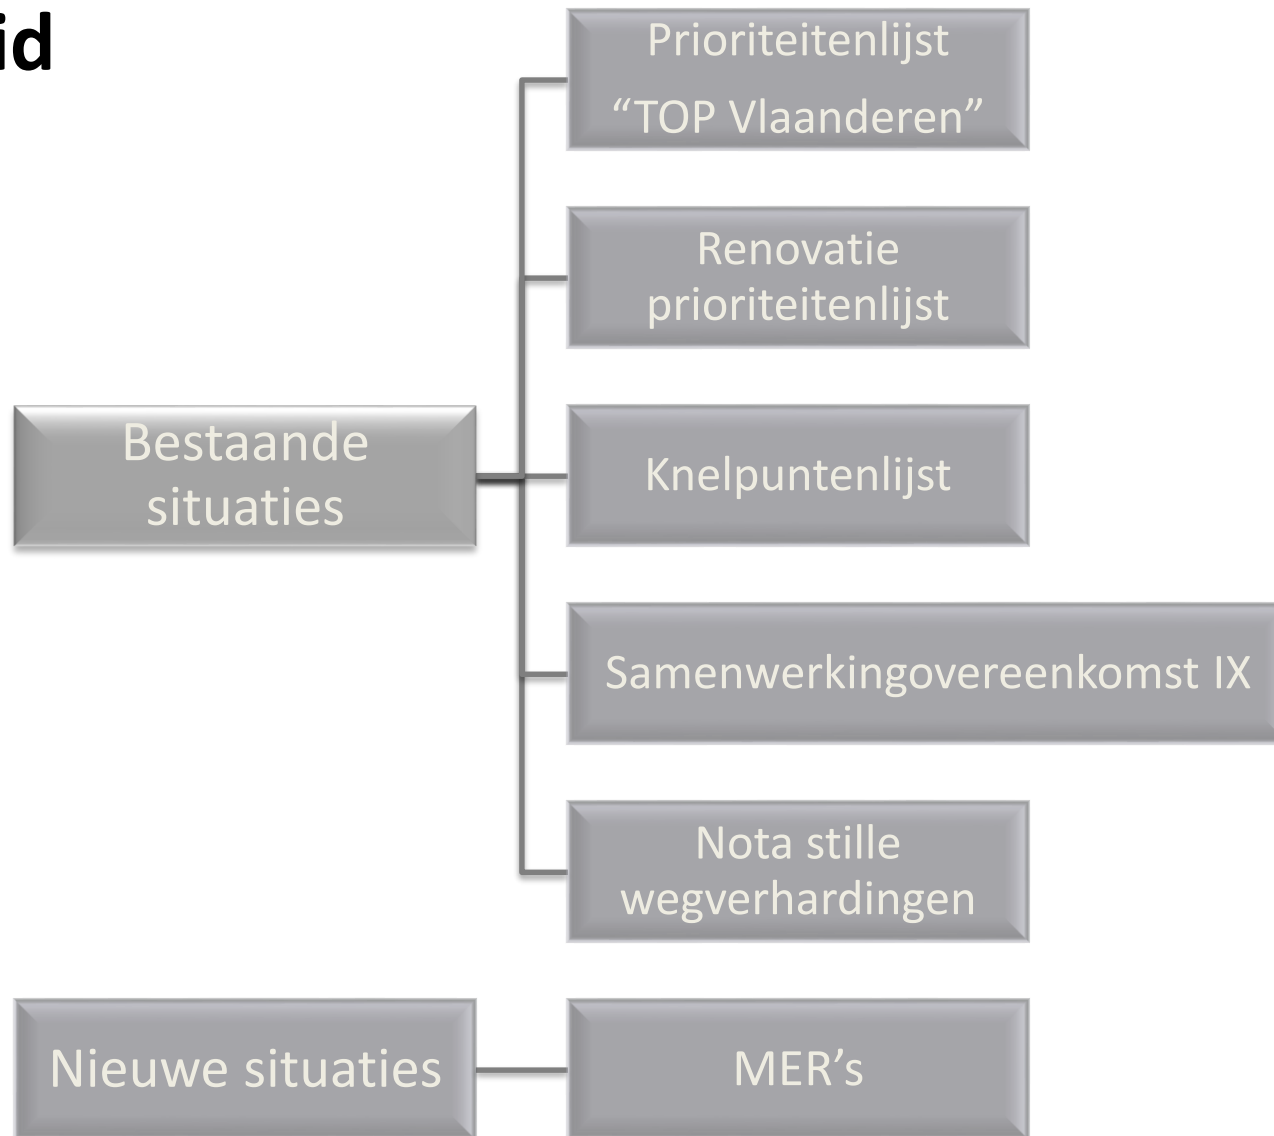 id
Prioriteitenlijst
“TOP Vlaanderen”
Renovatie
prioriteitenlijst
Bestaande
situaties
Knelpuntenlijst
Samenwerkingovereenkomst IX
Nota stille
wegverhardingen
Nieuwe situaties
MER’s